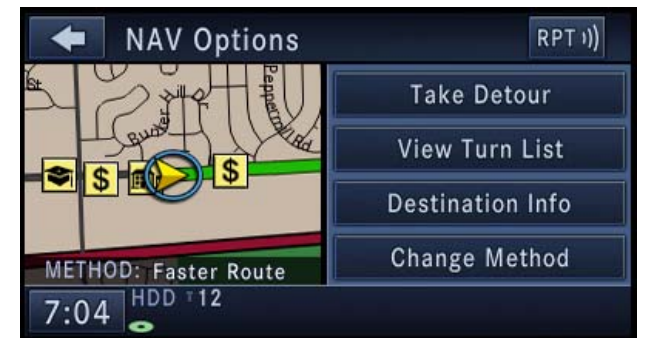 NAV Options
RPT
St
Bunker Hill Dr
Pepperell Rd
$
$
Take Detour
View Turn List
Destination Info
Change Method
METHOD: Faster Route
7:04
HDD T 12